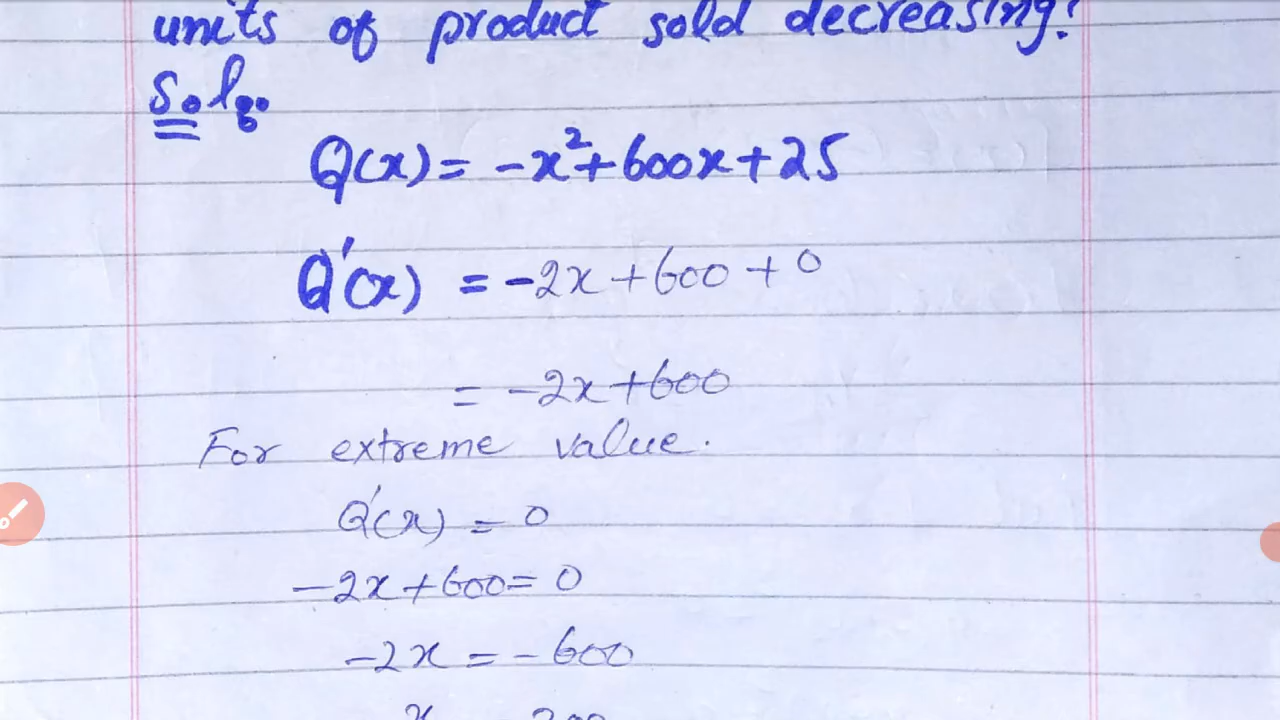 units of product sold decreasing?
Sol:
Q(x) = -x²+600x+25
Q'(x) = -2x+600+0
= -2x+600
For extreme value.
Q'(x) = 0
-2x+600=0
-2x = -600